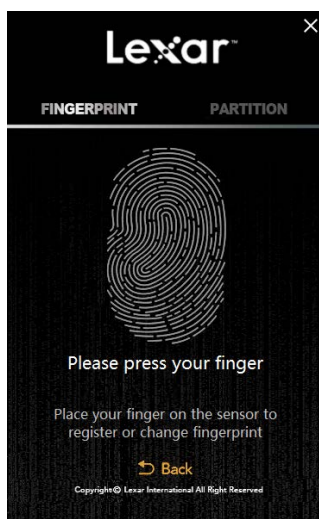 Lexar™
FINGERPRINT PARTITION
Please press your finger
Place your finger on the sensor to
register or change fingerprint
Back
Copyright© Lexar International All Right Reserved